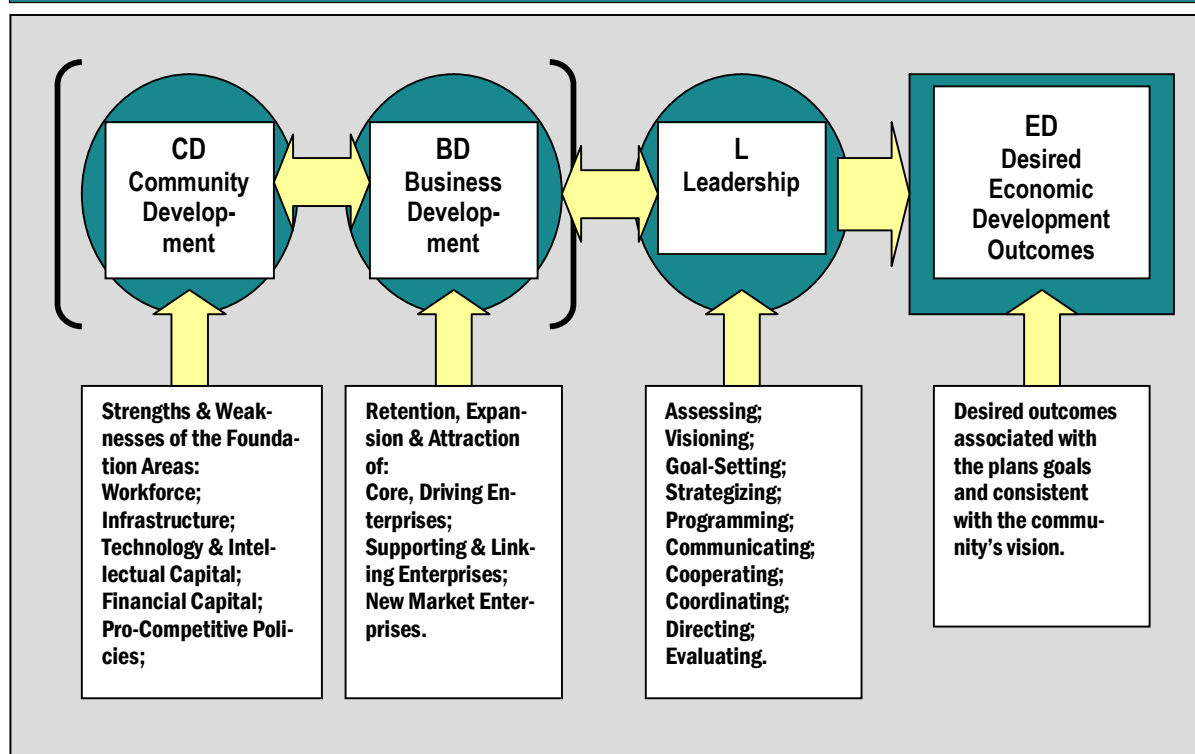 CD
Community
Develop-
ment
BD
Business
Develop-
ment
L
Leadership
ED
Desired
Economic
Development
Outcomes
Strengths & Weak-
nesses of the Founda-
tion Areas:
Workforce;
Infrastructure;
Technology & Intel-
lectual Capital;
Financial Capital;
Pro-Competitive Poli-
cies;
Retention, Expan-
sion & Attraction
of:
Core, Driving En-
terprises;
Supporting & Link-
ing Enterprises;
New Market Enter-
prises.
Assessing;
Visioning;
Goal-Setting;
Strategizing;
Programming;
Communicating;
Cooperating;
Coordinating;
Directing;
Evaluating.
Desired outcomes
associated with
the plans goals
and consistent
with the commu-
nity’s vision.